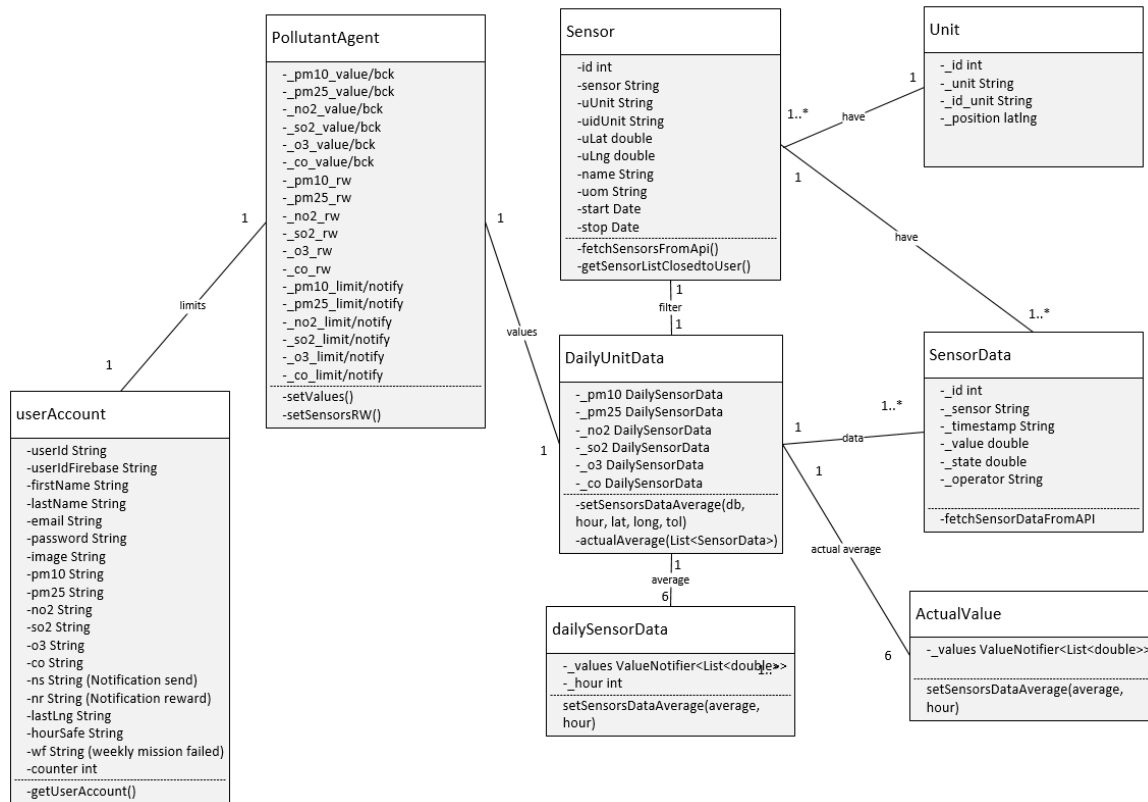 PollutantAgent
-_pm10_value/bck
-_pm25_value/bck
-_no2_value/bck
-_so2_value/bck
-_o3_value/bck
-_co_value/bck
-_pm10_rw
-_pm25_rw
-_no2_rw
-_so2_rw
-_o3_rw
-_co_rw
-_pm10_limit/notify
-_pm25_limit/notify
-_no2_limit/notify
-_so2_limit/notify
-_o3_limit/notify
-_co_limit/notify
-setValues()
-setSensorsRW()
Sensor
-id int
-sensor String
-uUnit String
-uidUnit String
-uLat double
-uLng double
-name String
-uom String
-start Date
-stop Date
-fetchSensorsFromApi()
-getSensorListClosedtoUser()
Unit
-_id int
-_unit String
-_id_unit String
-_position latlng
1..*
have
1
1
have
1..*
1
limits
1
1
values
1
1
filter
1
userAccount
-userId String
-userIdFirebase String
-firstName String
-lastName String
-email String
-password String
-image String
-pm10 String
-pm25 String
-no2 String
-so2 String
-o3 String
-co String
-ns String (Notification send)
-nr String (Notification reward)
-lastLng String
-hourSafe String
-wf String (weekly mission failed)
-counter int
-getUserAccount()
DailyUnitData
-_pm10 DailySensorData
-_pm25 DailySensorData
-_no2 DailySensorData
-_so2 DailySensorData
-_o3 DailySensorData
-_co DailySensorData
-setSensorsDataAverage(db,
hour, lat, long, tol)
-actualAverage(List<SensorData>)
SensorData
-_id int
-_sensor String
-_timestamp String
-_value double
-_state double
-_operator String
-fetchSensorDataFromAPI
1..*
1
data
1
actual average
6
1
average
6
dailySensorData
-_values ValueNotifier<List<double>>
1..*
-_hour int
setSensorsDataAverage(average,
hour)
ActualValue
-_values ValueNotifier<List<double>>
setSensorsDataAverage(average,
hour)